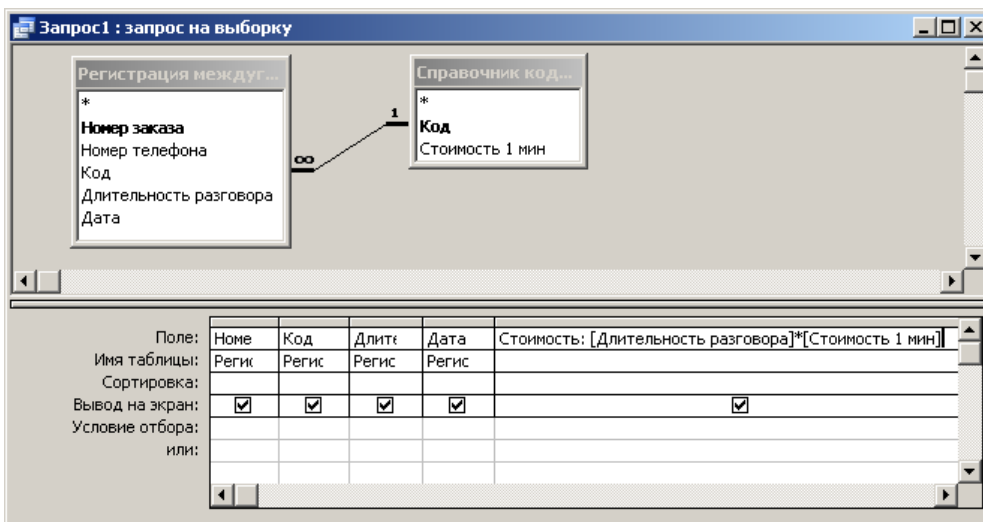 Запрос1 : запрос на выборку
Регистрация междуг...
*
Номер заказа
Номер телефона
Код
Длительность разговора
Дата
∞
1
Справочник код...
*
Код
Стоимость 1 мин
Поле: Номе Код Длите Дата Стоимость: [Длительность разговора]*[Стоимость 1 мин]
Имя таблицы: Регис Регис Регис Регис
Сортировка:
Вывод на экран:
Условие отбора:
или: